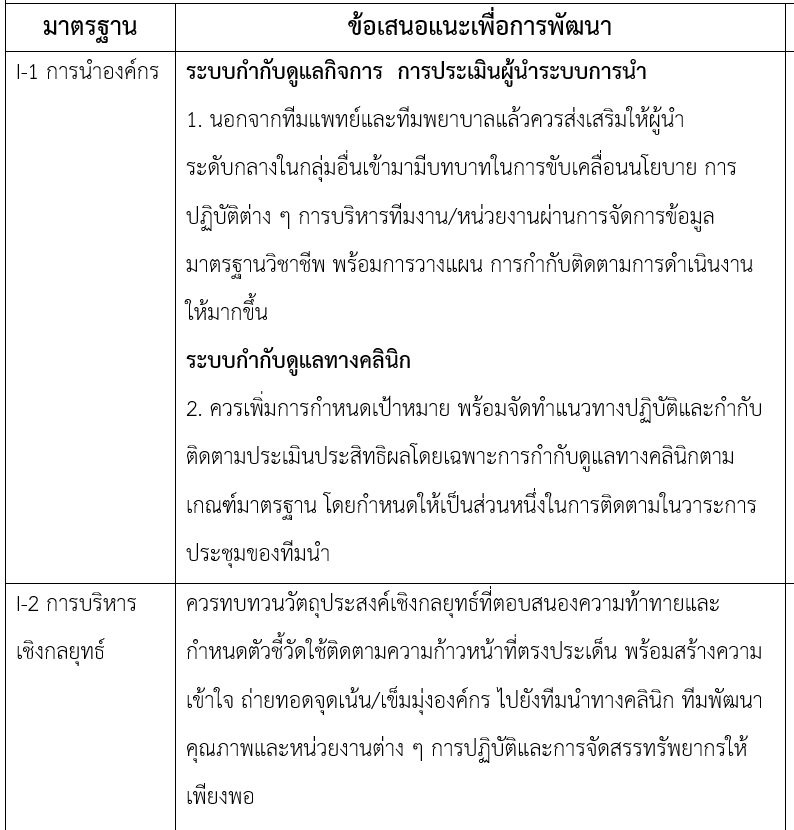 มาตรฐาน
ข้อเสนอแนะเพื่อการพัฒนา
I-1 การนำองค์กร
ระบบกำกับดูแลกิจการ  การประเมินผู้นำระบบการนำ
1. นอกจากทีมแพทย์และทีมพยาบาลแล้วควรส่งเสริมให้ผู้นำ
ระดับกลางในกลุ่มอื่นเข้ามามีบทบาทในการขับเคลื่อนนโยบาย การ
ปฏิบัติต่าง ๆ การบริหารทีมงาน/หน่วยงานผ่านการจัดการข้อมูล
มาตรฐานวิชาชีพ พร้อมการวางแผน การกำกับติดตามการดำเนินงาน
ให้มากขึ้น
ระบบกำกับดูแลทางคลินิก
2. ควรเพิ่มการกำหนดเป้าหมาย พร้อมจัดทำแนวทางปฏิบัติและกำกับ
ติดตามประเมินประสิทธิผลโดยเฉพาะการกำกับดูแลทางคลินิกตาม
เกณฑ์มาตรฐาน โดยกำหนดให้เป็นส่วนหนึ่งในการติดตามในวาระการ
ประชุมของทีมนำ
I-2 การบริหาร
เชิงกลยุทธ์
ควรทบทวนวัตถุประสงค์เชิงกลยุทธ์ที่ตอบสนองความท้าทายและ
กำหนดตัวชี้วัดใช้ติดตามความก้าวหน้าที่ตรงประเด็น พร้อมสร้างความ
เข้าใจ ถ่ายทอดจุดเน้น/เข็มมุ่งองค์กร ไปยังทีมนำทางคลินิก ทีมพัฒนา
คุณภาพและหน่วยงานต่าง ๆ การปฏิบัติและการจัดสรรทรัพยากรให้
เพียงพอ